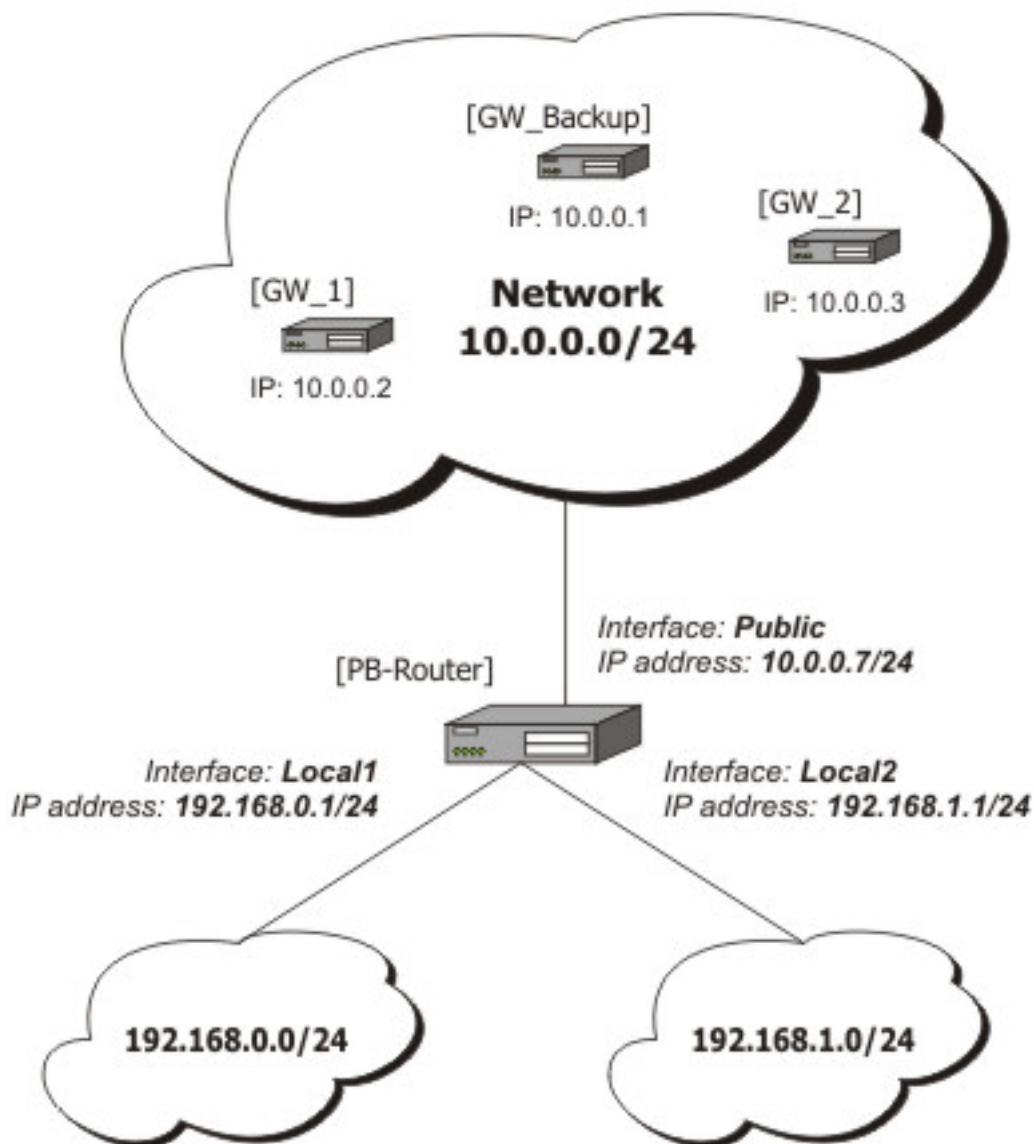 [GW_Backup]
IP: 10.0.0.1
[GW_2]
IP: 10.0.0.3
[GW_1]
IP: 10.0.0.2
Network
10.0.0.0/24
Interface: Public
IP address: 10.0.0.7/24
[PB-Router]
Interface: Local1
IP address: 192.168.0.1/24
Interface: Local2
IP address: 192.168.1.1/24
192.168.0.0/24
192.168.1.0/24